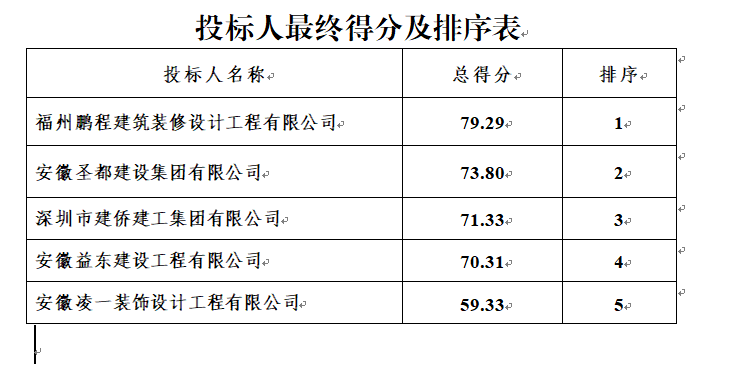 投标人最终得分及排序表
投标人名称 总得分 排序
福州鹏程建筑装修设计工程有限公司 79.29 1
安徽圣都建设集团有限公司 73.80 2
深圳市建侨建工集团有限公司 71.33 3
安徽益东建设工程有限公司 70.31 4
安徽凌一装饰设计工程有限公司 59.33 5